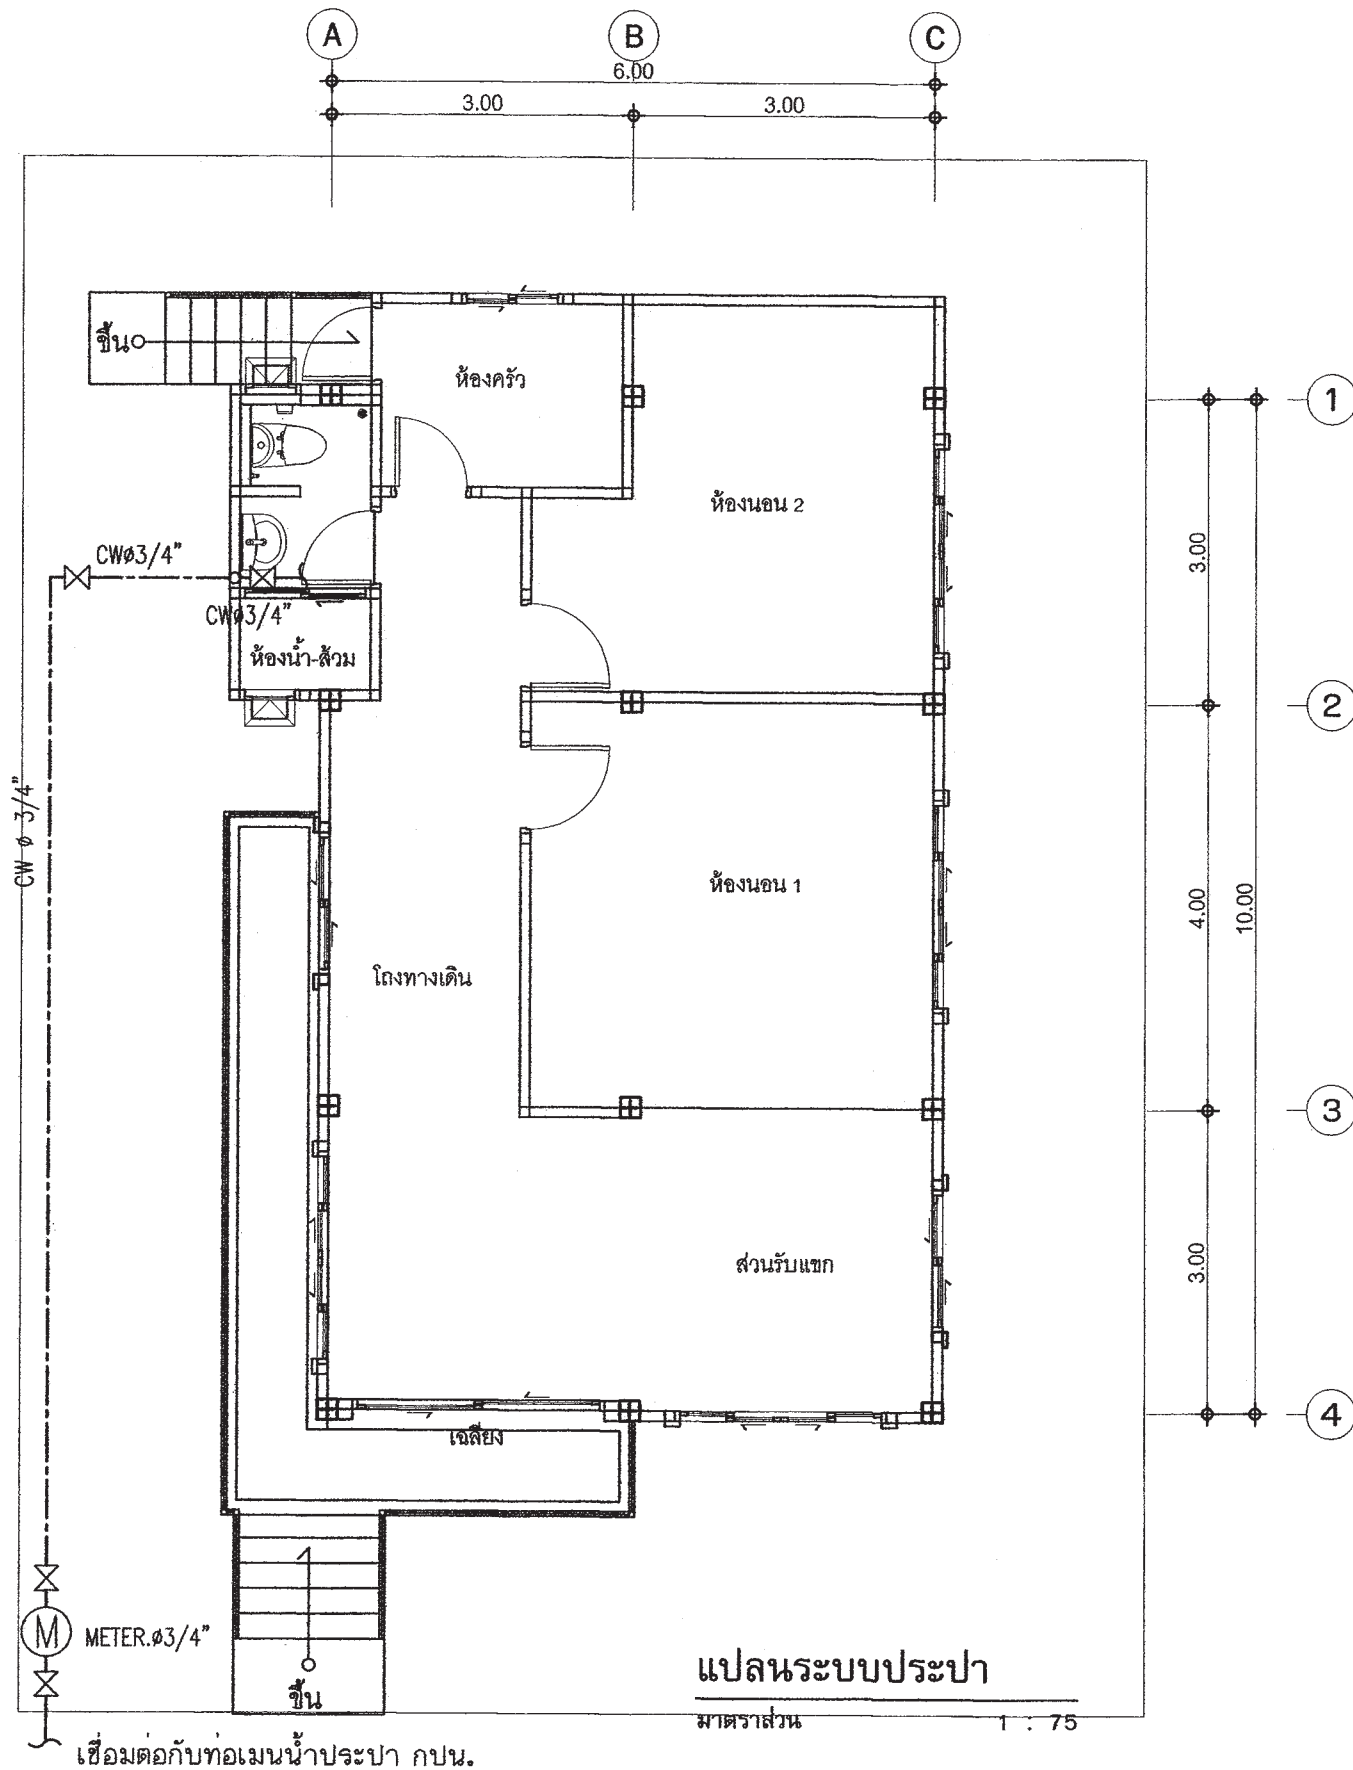 A B C
6.00
3.00 3.00
ขึ้น
ห้องครัว
1
ห้องนอน 2
3.00
CWø3/4"
CWø3/4"
ห้องน้ำ-ส้วม
2
CW ø 3/4"
ห้องนอน 1
4.00
10.00
โถงทางเดิน
3
ส่วนรับแขก
3.00
4
เฉลียง
M METER.ø3/4"
ขึ้น
แปลนระบบประปา
มาตราส่วน 1 : 75
เชื่อมต่อกับท่อเมนน้ำประปา กปน.